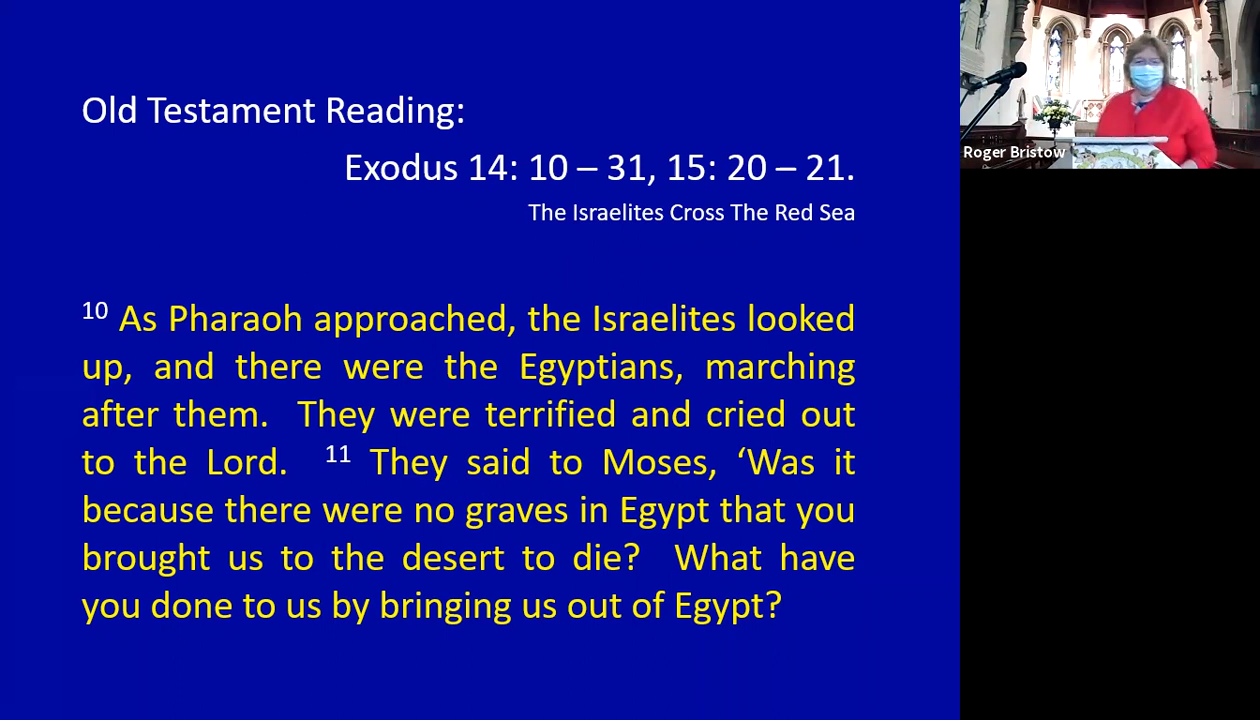 Old Testament Reading:
Exodus 14: 10 – 31, 15: 20 – 21.
The Israelites Cross The Red Sea
10 As Pharaoh approached, the Israelites looked
up, and there were the Egyptians, marching
after them. They were terrified and cried out
to the Lord. 11 They said to Moses, ‘Was it
because there were no graves in Egypt that you
brought us to the desert to die? What have
you done to us by bringing us out of Egypt?
Roger Bristow